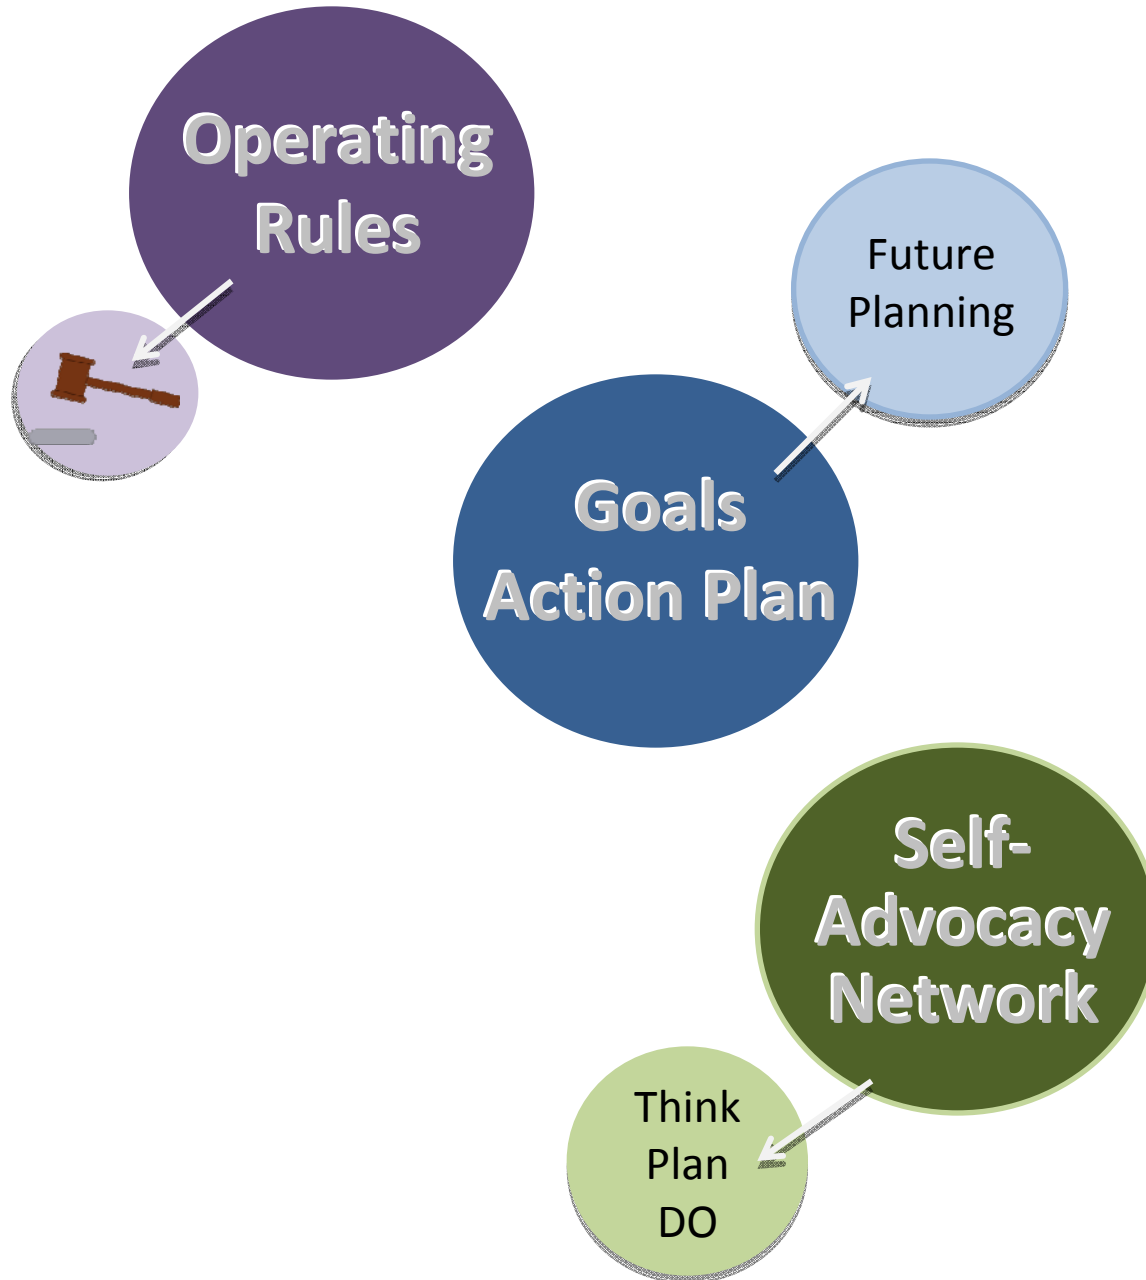 Operating
Rules
Future
Planning
Goals
Action Plan
Self-
Advocacy
Network
Think
Plan
DO